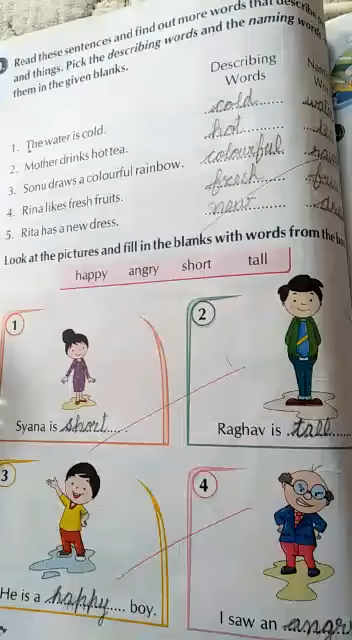 Read these sentences and find out more words that describe
and things. Pick the describing words and the naming words
them in the given blanks.
Describing
Words
1. The water is cold.
cold
2. Mother drinks hot tea.
hot
3. Sonu draws a colourful rainbow.
colourful
4. Rina likes fresh fruits.
fresh
5. Rita has a new dress.
new
Look at the pictures and fill in the blanks with words from the
happy angry short tall
1
2
Syana is short....
Raghav is tall
3
4
He is a happy.... boy.
I saw an angr